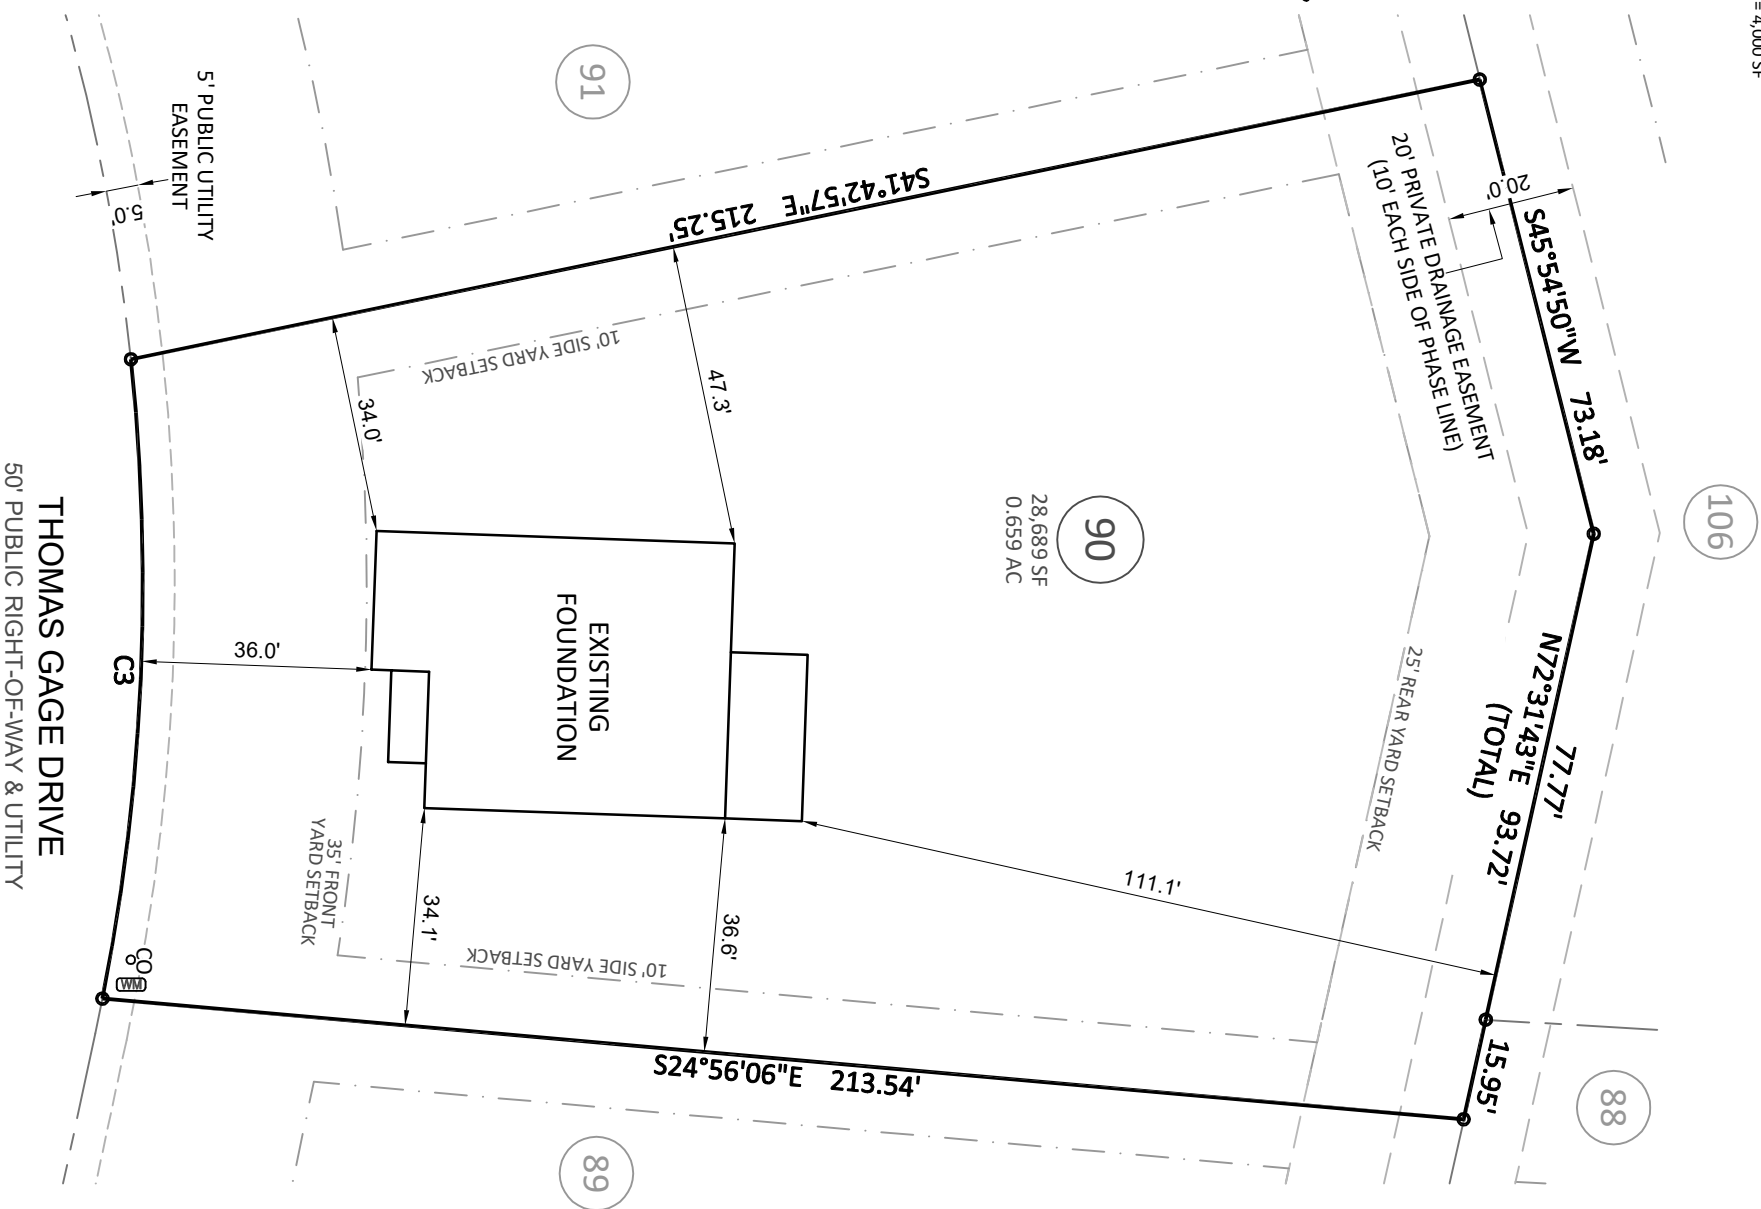 = 4,000 SF
91
5' PUBLIC UTILITY
EASEMENT
5.0'
S41°42'57"E 215.25'
20.0'
20' PRIVATE DRAINAGE EASEMENT
(10' EACH SIDE OF PHASE LINE)
S45°54'50"W 73.18'
106
10' SIDE YARD SETBACK
47.3'
34.0'
90
28,689 SF
0.659 AC
EXISTING
FOUNDATION
36.0'
C3
THOMAS GAGE DRIVE
50' PUBLIC RIGHT-OF-WAY & UTILITY
25' REAR YARD SETBACK
77.77'
N72°31'43"E 93.72'
(TOTAL)
111.1'
35' FRONT
YARD SETBACK
34.1'
36.6'
10' SIDE YARD SETBACK
CO
WM
S24°56'06"E 213.54'
15.95'
88
89